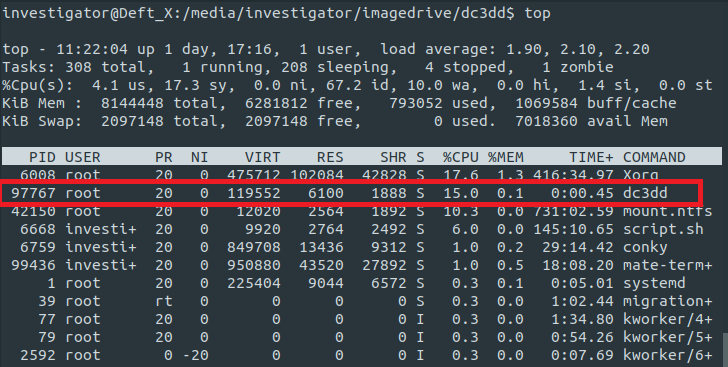 investigator@Deft_X:/media/investigator/imagedrive/dc3dd$ top
top - 11:22:04 up 1 day, 17:16,  1 user,  load average: 1.90, 2.10, 2.20
Tasks: 308 total,   1 running, 208 sleeping,   4 stopped,   1 zombie
%Cpu(s):  4.1 us, 17.3 sy,  0.0 ni, 67.2 id, 10.0 wa,  0.0 hi,  1.4 si,  0.0 st
KiB Mem :  8144448 total,  6281812 free,   793052 used,  1069584 buff/cache
KiB Swap:  2097148 total,  2097148 free,        0 used.  7018360 avail Mem
PID USER      PR  NI    VIRT    RES    SHR S  %CPU %MEM     TIME+ COMMAND
6008 root      20   0  475712 102084  42828 S  17.6  1.3 416:34.97 Xorg
97767 root      20   0  119552   6100   1888 S  15.0  0.1   0:00.45 dc3dd
42150 root      20   0   12020   2564   1892 S  10.3  0.0 731:02.59 mount.ntfs
6668 investi+  20   0    9920   2764   2492 S   6.0  0.0 145:10.65 script.sh
6759 investi+  20   0  849708  13436   9312 S   1.0  0.2  29:14.42 conky
99436 investi+  20   0  950880  43520  27892 S   1.0  0.5  18:08.20 mate-term+
1 root      20   0  225404   9044   6572 S   0.3  0.1   0:05.01 systemd
39 root      rt   0       0      0      0 S   0.3  0.0   1:02.44 migration+
77 root      20   0       0      0      0 I   0.3  0.0   1:34.80 kworker/4+
79 root      20   0       0      0      0 I   0.3  0.0   0:54.26 kworker/5+
2592 root       0 -20       0      0      0 I   0.3  0.0   0:07.69 kworker/6+